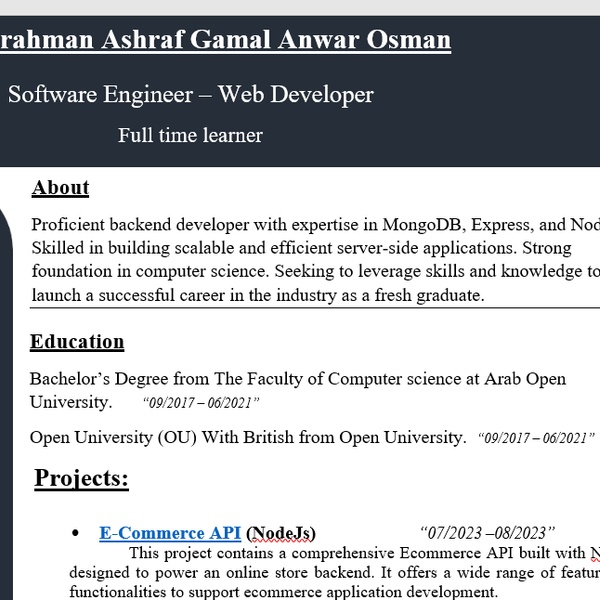 rahman Ashraf Gamal Anwar Osman
Software Engineer – Web Developer
Full time learner
About
Proficient backend developer with expertise in MongoDB, Express, and Nod
Skilled in building scalable and efficient server-side applications. Strong
foundation in computer science. Seeking to leverage skills and knowledge to
launch a successful career in the industry as a fresh graduate.
Education
Bachelor’s Degree from The Faculty of Computer science at Arab Open
University. “09/2017 – 06/2021”
Open University (OU) With British from Open University. “09/2017 – 06/2021”
Projects:
• E-Commerce API (NodeJs) “07/2023 –08/2023”
This project contains a comprehensive Ecommerce API built with N
designed to power an online store backend. It offers a wide range of featur
functionalities to support ecommerce application development.